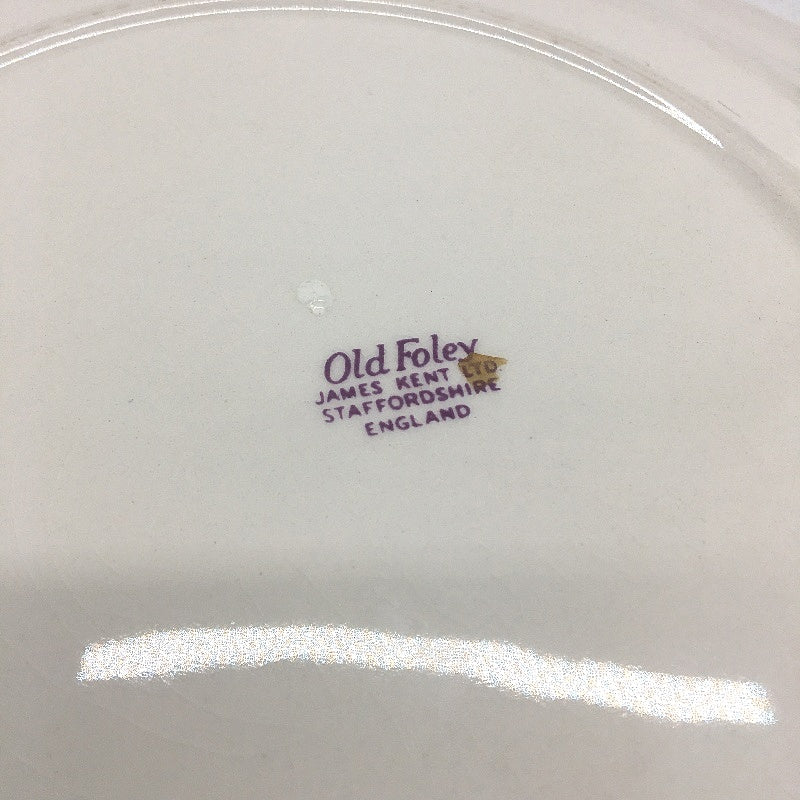 Old Foley
JAMES KENT LTD
STAFFORDSHIRE
ENGLAND